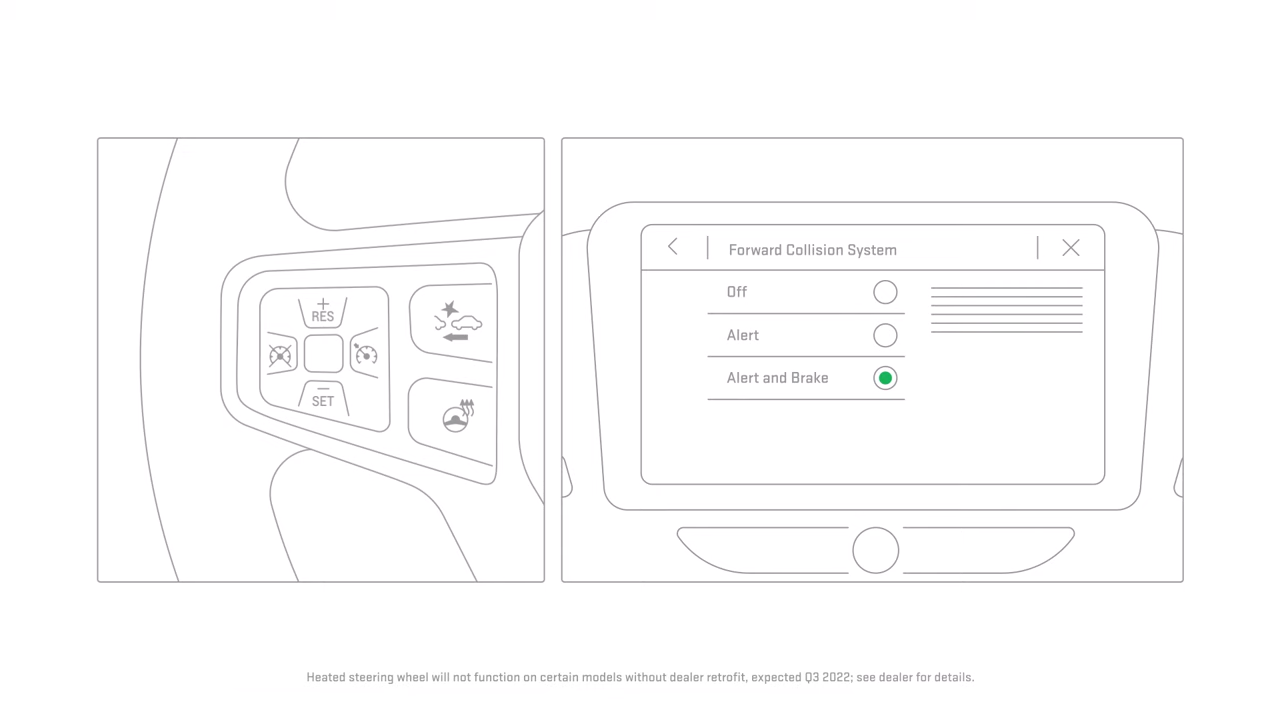 +
RES
−
SET
Forward Collision System
Off
Alert
Alert and Brake
Heated steering wheel will not function on certain models without dealer retrofit, expected Q3 2022; see dealer for details.